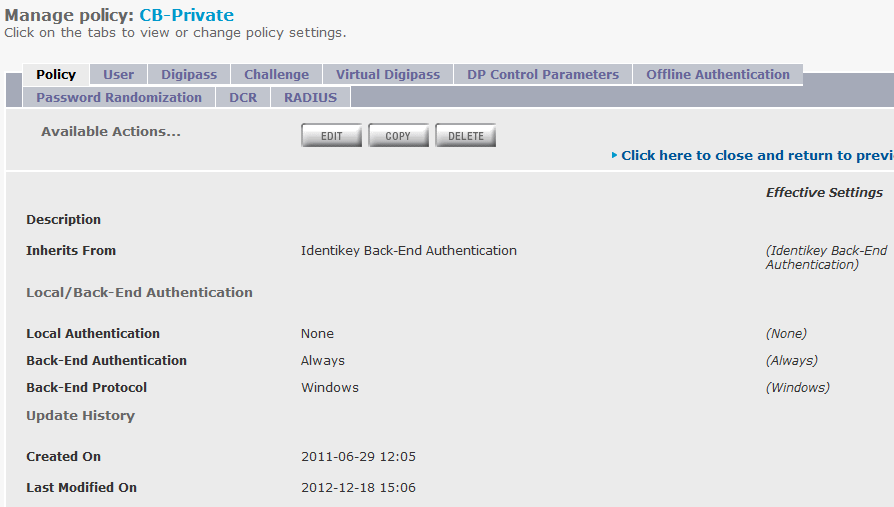 Manage policy: CB-Private
Click on the tabs to view or change policy settings.
Policy User Digipass Challenge Virtual Digipass DP Control Parameters Offline Authentication
Password Randomization DCR RADIUS
Available Actions... EDIT COPY DELETE
Click here to close and return to previ
Effective Settings
Description
Inherits From Identikey Back-End Authentication (Identikey Back-End
Authentication)
Local/Back-End Authentication
Local Authentication None (None)
Back-End Authentication Always (Always)
Back-End Protocol Windows (Windows)
Update History
Created On 2011-06-29 12:05
Last Modified On 2012-12-18 15:06